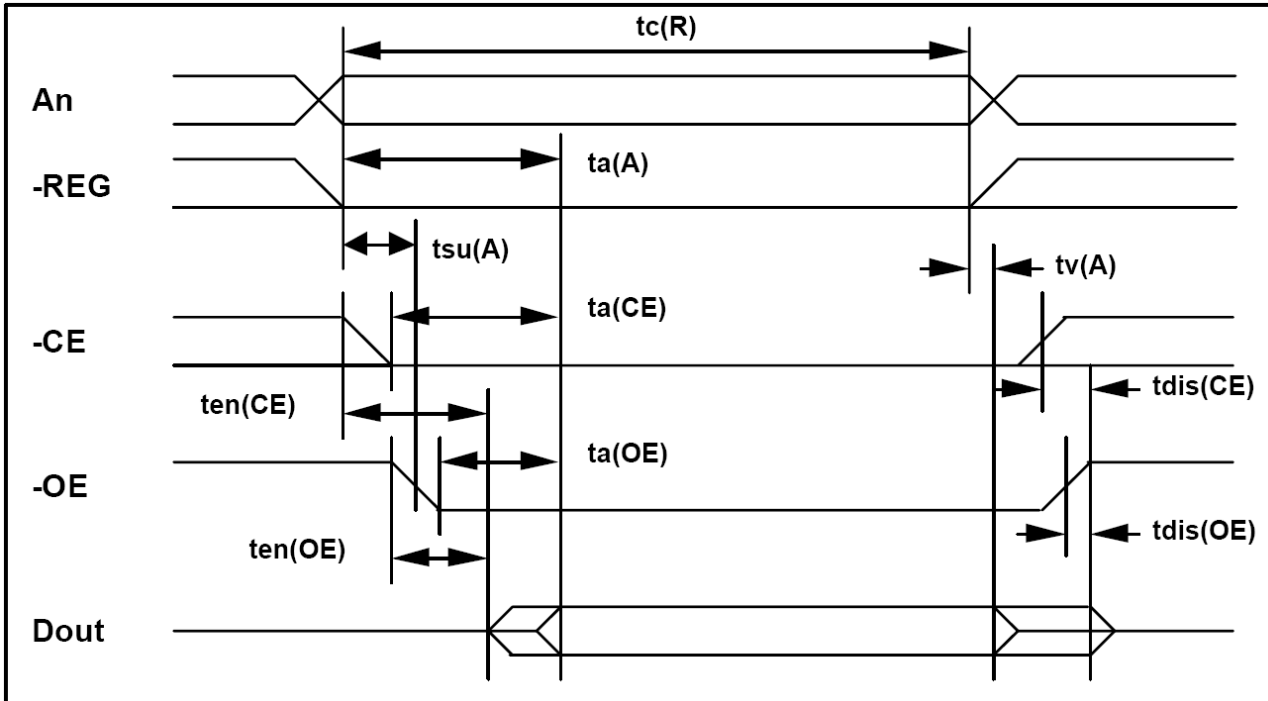 tc(R)
An
ta(A)
-REG
tsu(A)
tv(A)
ta(CE)
-CE
tdis(CE)
ten(CE)
ta(OE)
-OE
tdis(OE)
ten(OE)
Dout